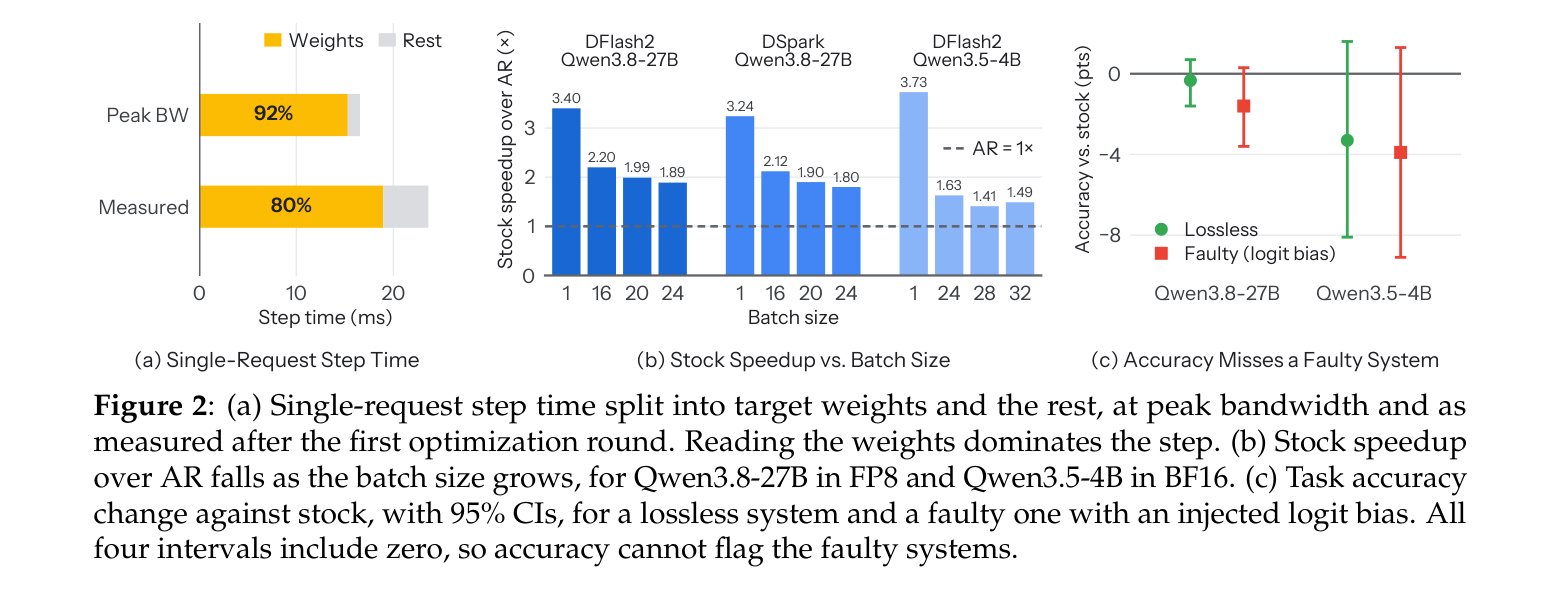 Weights
Rest
Peak BW
92%
Measured
80%
0 10 20
Step time (ms)
(a) Single-Request Step Time
Stock speedup over AR (×)
DFlash2
Qwen3.8-27B
DSpark
Qwen3.8-27B
DFlash2
Qwen3.5-4B
3
2
1
0
3.40 2.20 1.99 1.89
3.24 2.12 1.90 1.80
3.73 1.63 1.41 1.49
AR = 1×
1 16 20 24 1 16 20 24 1 24 28 32
Batch size
(b) Stock Speedup vs. Batch Size
Accuracy vs. stock (pts)
0
−4
−8
Lossless
Faulty (logit bias)
Qwen3.8-27B Qwen3.5-4B
(c) Accuracy Misses a Faulty System
Figure 2: (a) Single-request step time split into target weights and the rest, at peak bandwidth and as
measured after the first optimization round. Reading the weights dominates the step. (b) Stock speedup
over AR falls as the batch size grows, for Qwen3.8-27B in FP8 and Qwen3.5-4B in BF16. (c) Task accuracy
change against stock, with 95% CIs, for a lossless system and a faulty one with an injected logit bias. All
four intervals include zero, so accuracy cannot flag the faulty systems.